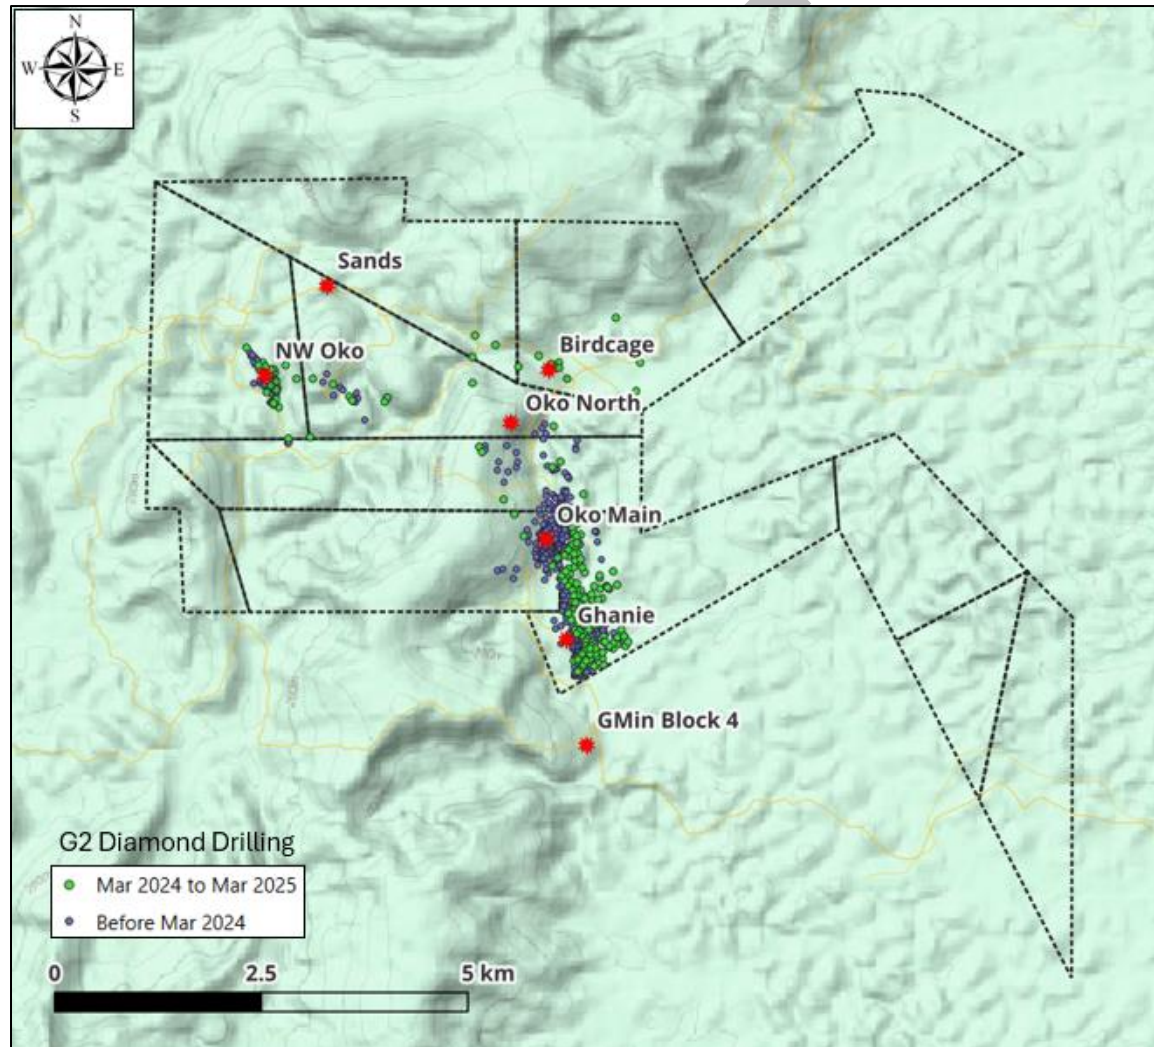 N
W E
S
Sands
NW Oko
Birdcage
Oko North
Oko Main
Ghanie
GMin Block 4
G2 Diamond Drilling
Mar 2024 to Mar 2025
Before Mar 2024
0 2.5 5 km